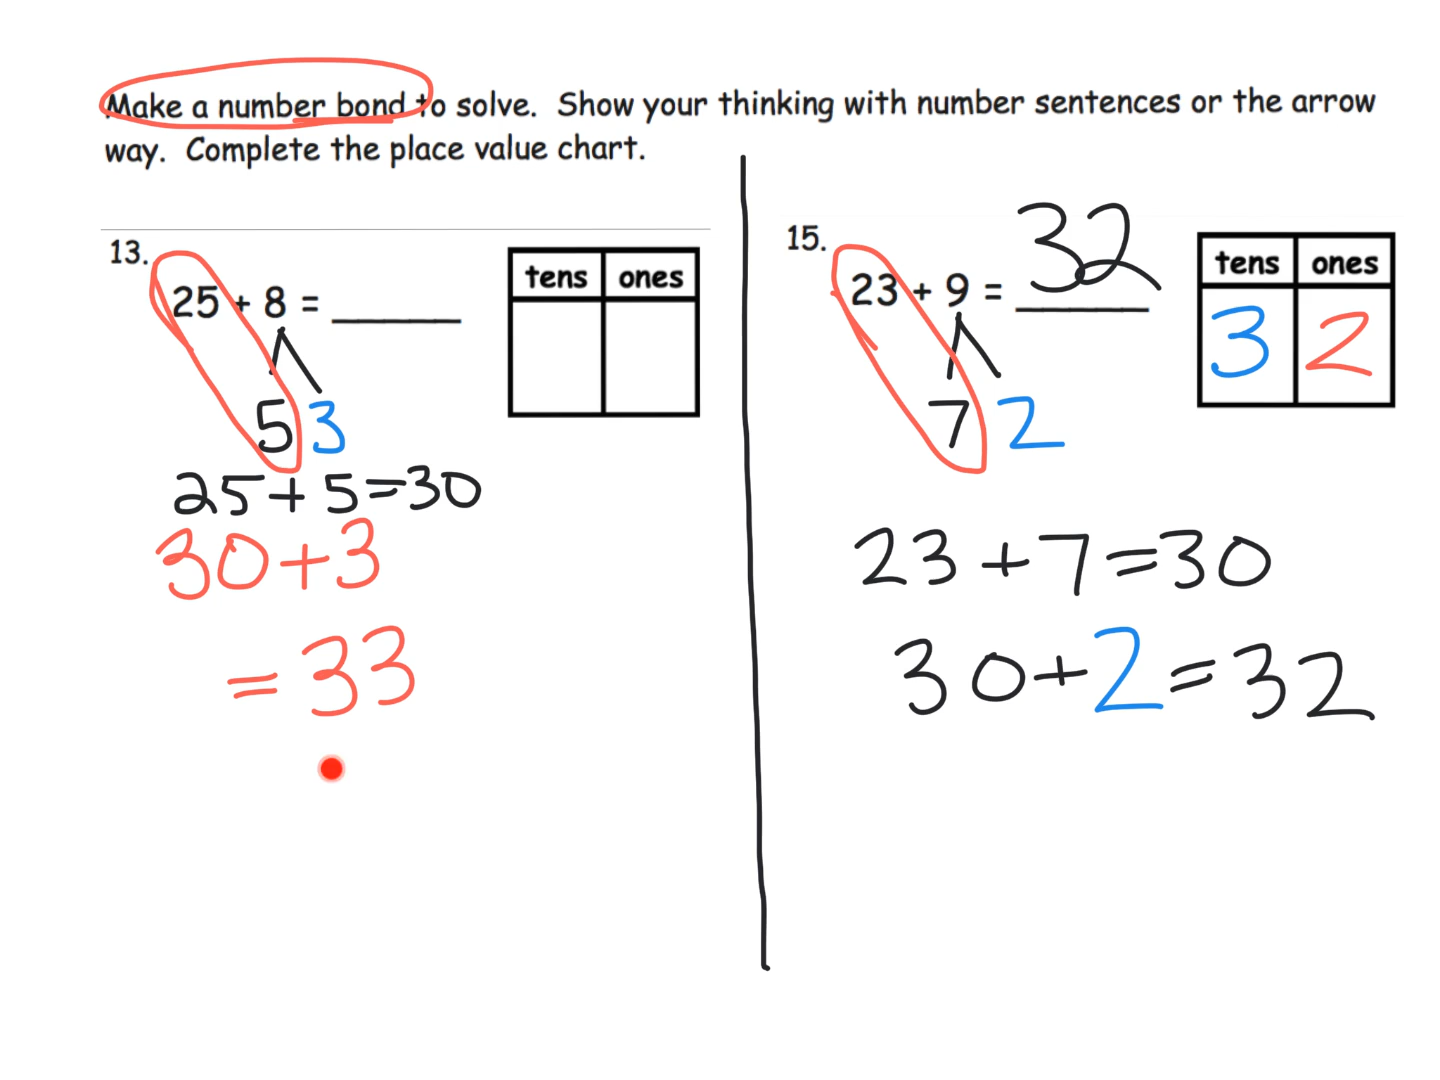 Make a number bond to solve. Show your thinking with number sentences or the arrow
way. Complete the place value chart.
13.
25 + 8 = ______
tens ones
5 3
25 + 5 = 30
30 + 3
= 33
15.
23 + 9 = 32
tens ones
3 2
7 2
23 + 7 = 30
30 + 2 = 32